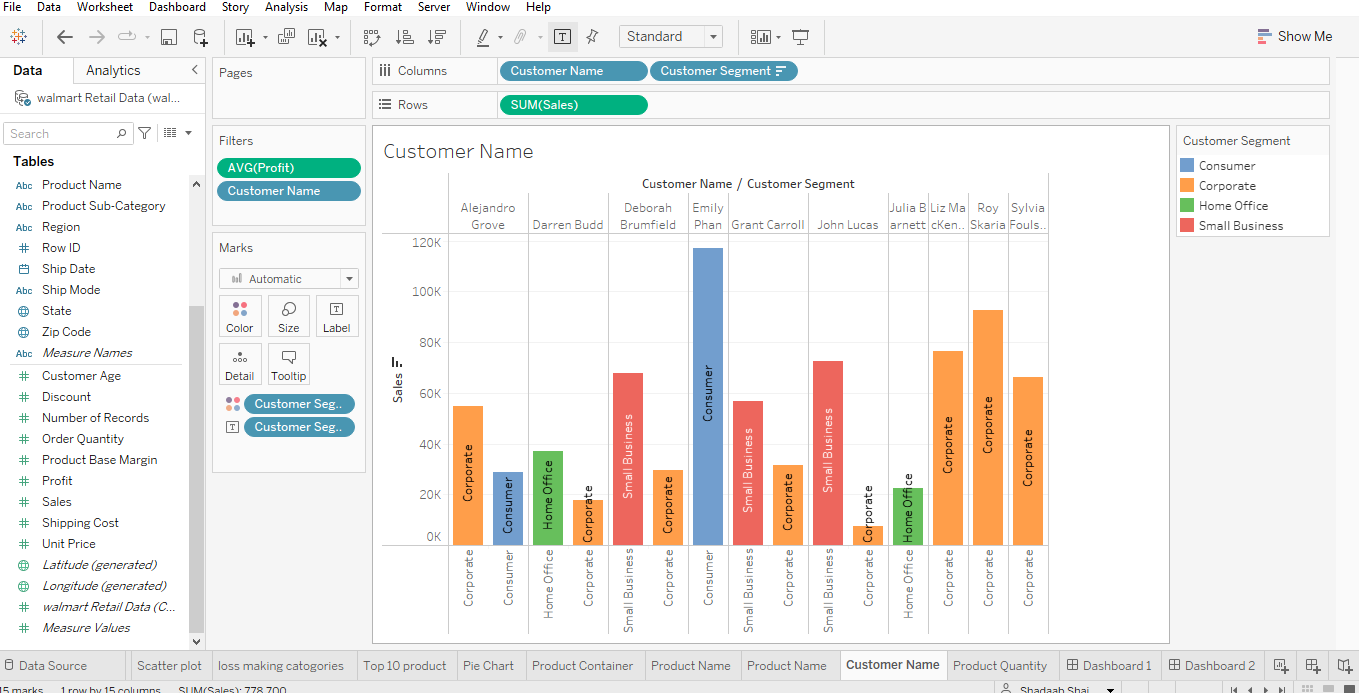 File Data Worksheet Dashboard Story Analysis Map Format Server Window Help
Standard
Show Me
Data Analytics
walmart Retail Data (wal...
Search
Tables
Abc Product Name
Abc Product Sub-Category
Abc Region
Row ID
Ship Date
Abc Ship Mode
State
Zip Code
Abc Measure Names
Customer Age
Discount
Number of Records
Order Quantity
Product Base Margin
Profit
Sales
Shipping Cost
Unit Price
Latitude (generated)
Longitude (generated)
walmart Retail Data (C...
Measure Values
Pages
Filters
AVG(Profit)
Customer Name
Marks
Automatic
Color Size Label
Detail Tooltip
Customer Seg..
Customer Seg..
Columns Customer Name Customer Segment
Rows SUM(Sales)
Customer Name
Customer Name / Customer Segment
Alejandro Grove
Darren Budd
Deborah Brumfield
Emily Phan
Grant Carroll
John Lucas
Julia B arnett
Liz Ma cKen..
Roy Skaria
Sylvia Fouls..
Sales
120K
100K
80K
60K
40K
20K
0K
Corporate Consumer Home Office Corporate Small Business Corporate Consumer Small Business Corporate Small Business Corporate Home Office Corporate Corporate Corporate
Corporate Consumer Home Office Corporate Small Business Corporate Consumer Small Business Corporate Small Business Corporate Home Office Corporate Corporate Corporate
Customer Segment
Consumer
Corporate
Home Office
Small Business
Data Source Scatter plot loss making catogories Top 10 product Pie Chart Product Container Product Name Product Name Customer Name Product Quantity Dashboard 1 Dashboard 2
15 marks 1 row by 15 columns SUM(Sales): 778,700 Shadaab Shai